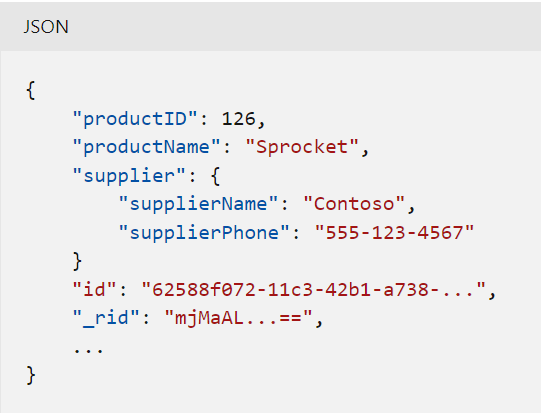 JSON
{
"productID": 126,
"productName": "Sprocket",
"supplier": {
"supplierName": "Contoso",
"supplierPhone": "555-123-4567"
}
"id": "62588f072-11c3-42b1-a738-...",
"_rid": "mjMaAL...==",
...
}